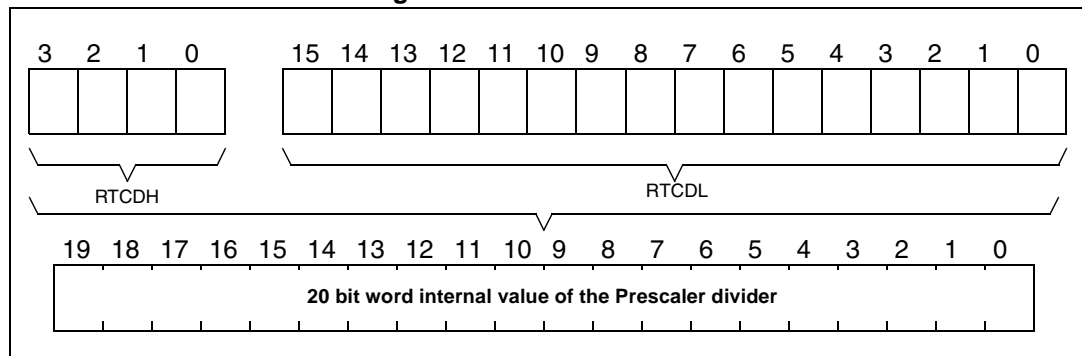 3 2 1 0 15 14 13 12 11 10 9 8 7 6 5 4 3 2 1 0
RTCDH RTCDL
19 18 17 16 15 14 13 12 11 10 9 8 7 6 5 4 3 2 1 0
20 bit word internal value of the Prescaler divider